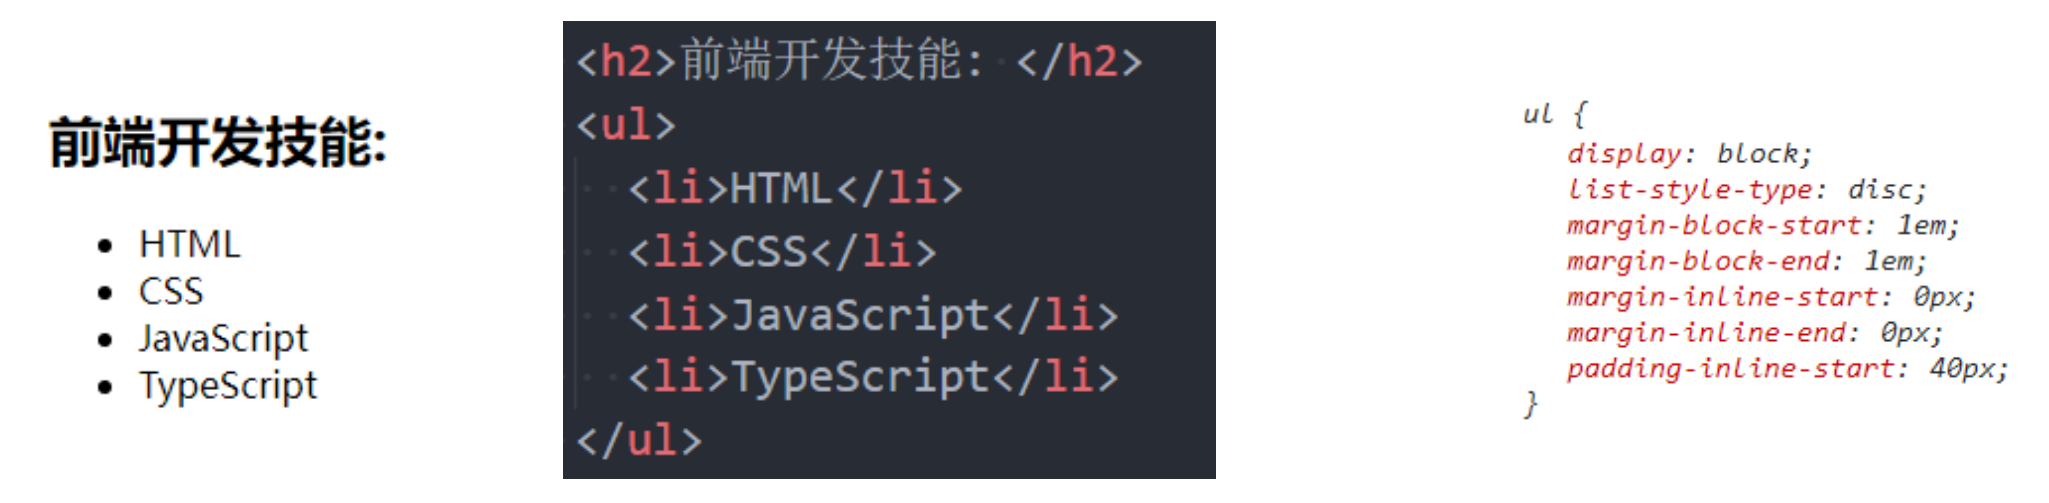 前端开发技能:
HTML
CSS
JavaScript
TypeScript
<h2>前端开发技能: </h2>
<ul>
<li>HTML</li>
<li>CSS</li>
<li>JavaScript</li>
<li>TypeScript</li>
</ul>
ul {
display: block;
list-style-type: disc;
margin-block-start: 1em;
margin-block-end: 1em;
margin-inline-start: 0px;
margin-inline-end: 0px;
padding-inline-start: 40px;
}